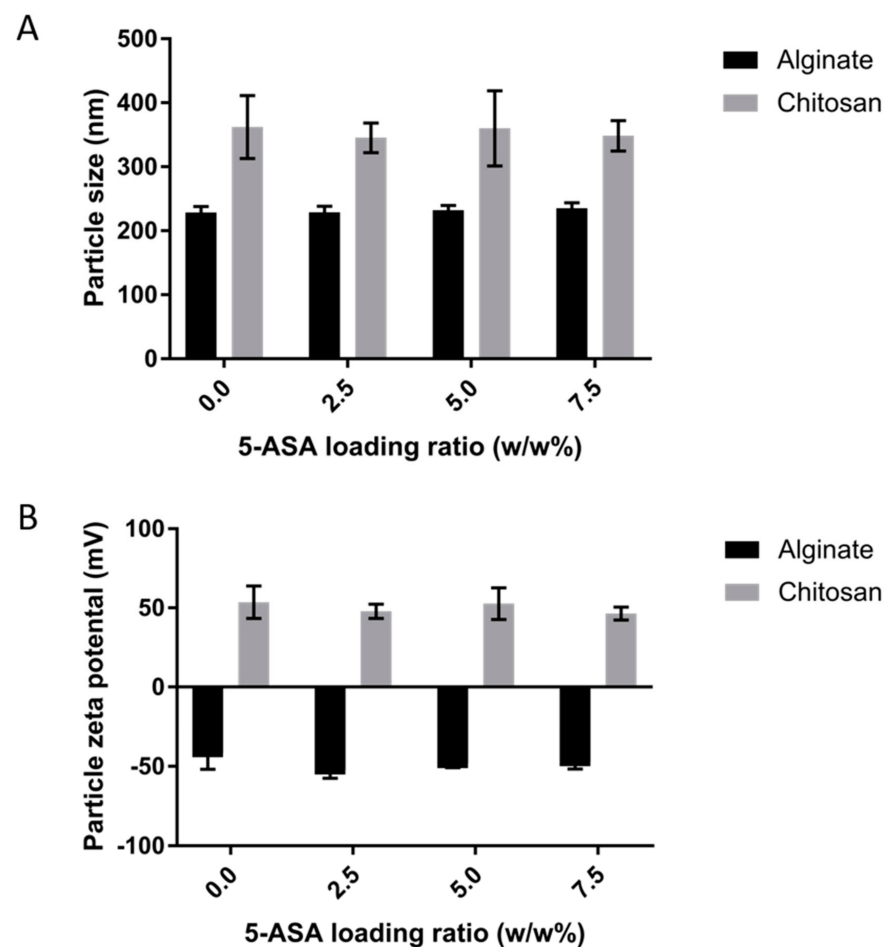 A
Particle size (nm)
500
400
300
200
100
0
0.0
2.5
5.0
7.5
5-ASA loading ratio (w/w%)
Alginate
Chitosan
B
Particle zeta potential (mV)
100
50
0
-50
-100
0.0
2.5
5.0
7.5
5-ASA loading ratio (w/w%)
Alginate
Chitosan